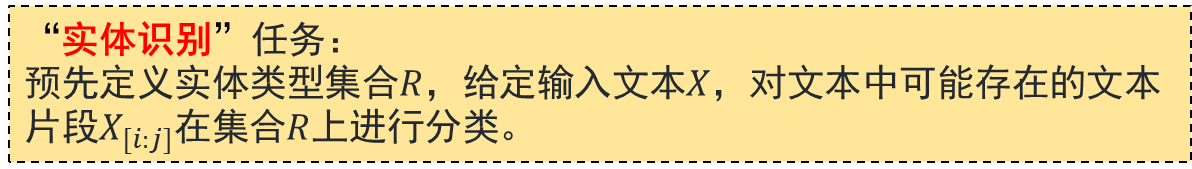 “实体识别”任务：
预先定义实体类型集合R，给定输入文本X，对文本中可能存在的文本
片段X[i:j]在集合R上进行分类。